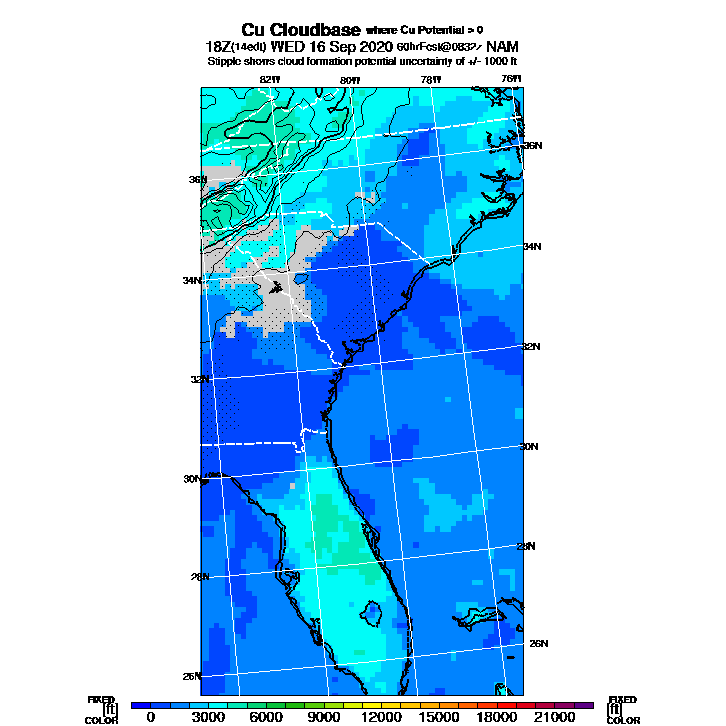 Cu Cloudbase where Cu Potential > 0
18Z(14edt) WED 16 Sep 2020 60hrFcst@0832z NAM
Stipple shows cloud formation potential uncertainty of +/- 1000 ft
82W 80W 78W 76W
36N
36N
34N
34N
32N
32N
30N
30N
28N
28N
26N
26N
FIXED FIXED
[ft] [ft]
COLOR 0 3000 6000 9000 12000 15000 18000 21000 COLOR